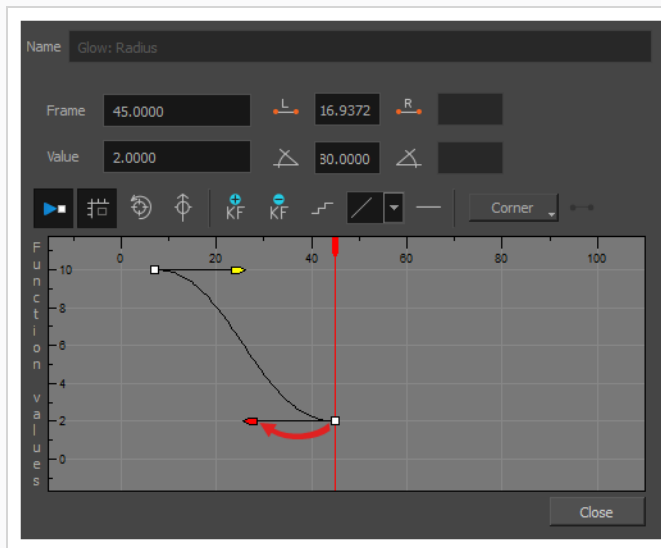 Name Glow: Radius
Frame 45.0000 L 16.9372 R
Value 2.0000 80.0000
KF KF Corner
Function values
0 20 40 60 80 100
10
8
6
4
2
0
Close